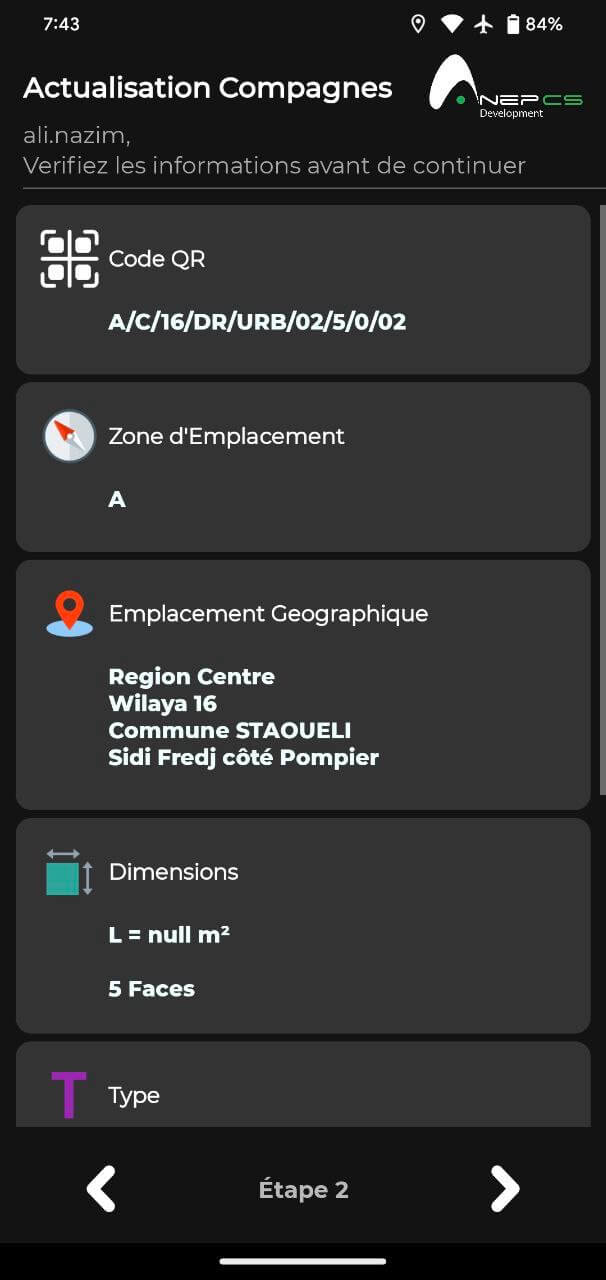 7:43
84%
Actualisation Compagnes
NEPCS
Development
ali.nazim,
Verifiez les informations avant de continuer
Code QR
A/C/16/DR/URB/02/5/0/02
Zone d'Emplacement
A
Emplacement Geographique
Region Centre
Wilaya 16
Commune STAOUELI
Sidi Fredj côté Pompier
Dimensions
L = null m²
5 Faces
T
Type
Étape 2